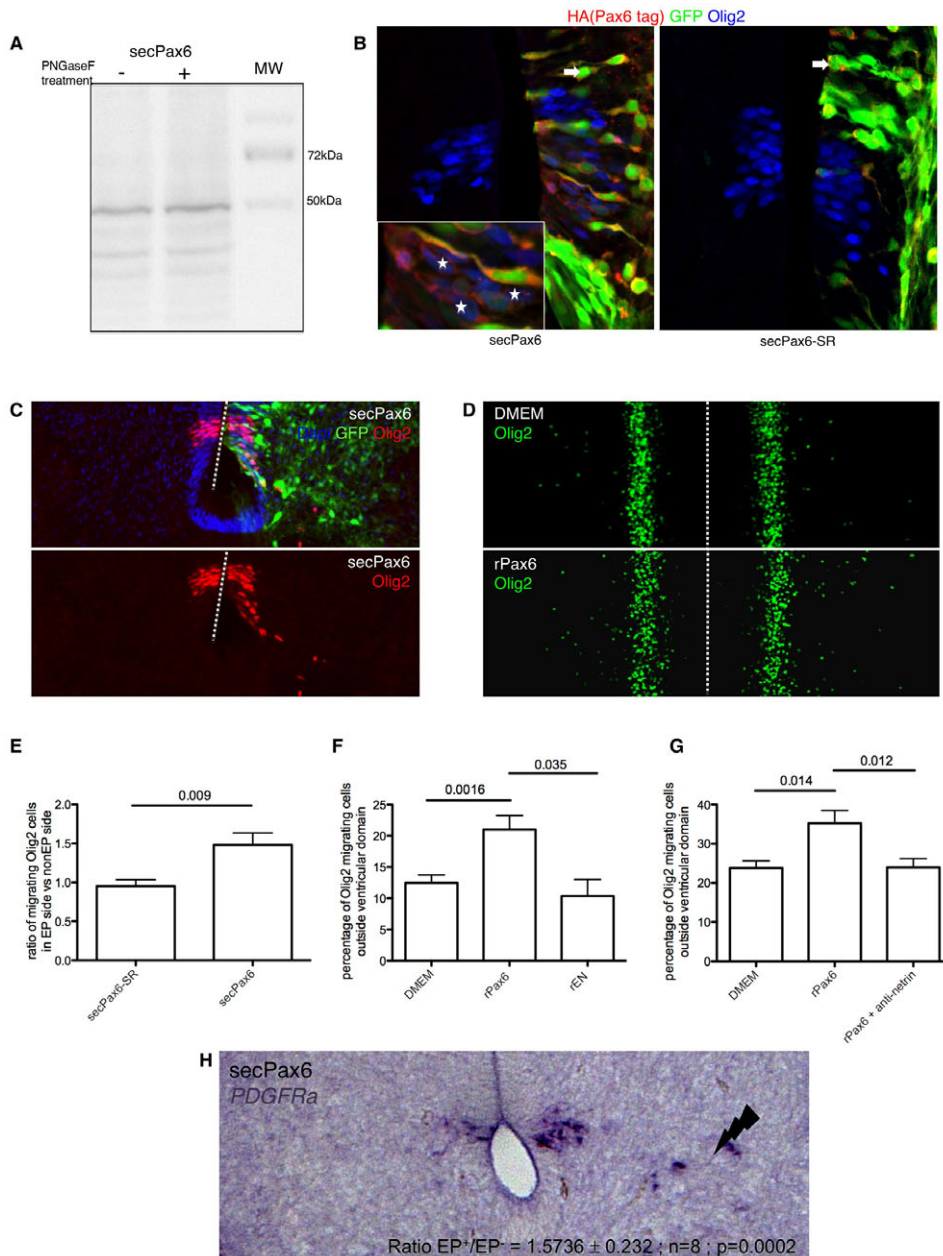 A
secPax6
PNGaseF
treatment
-
+
MW
72kDa
50kDa
HA(Pax6 tag) GFP Olig2
B
secPax6
secPax6-SR
C
secPax6
Dapi GFP Olig2
secPax6
Olig2
D
DMEM
Olig2
rPax6
Olig2
E
ratio of migrating Olig2 cells
in EP side vs nonEP side
2.0
1.5
1.0
0.5
0.0
0.009
secPax6-SR
secPax6
F
percentage of Olig2 migrating cells
outside ventricular domain
25
20
15
10
5
0
0.0016
0.035
DMEM
rPax6
rEN
G
percentage of Olig2 migrating cells
outside ventricular domain
40
30
20
10
0
0.014
0.012
DMEM
rPax6
rPax6 + anti-netrin
H
secPax6
PDGFRa
Ratio EP⁺/EP⁻ = 1.5736 ± 0.232 ; n=8 ; p=0.0002